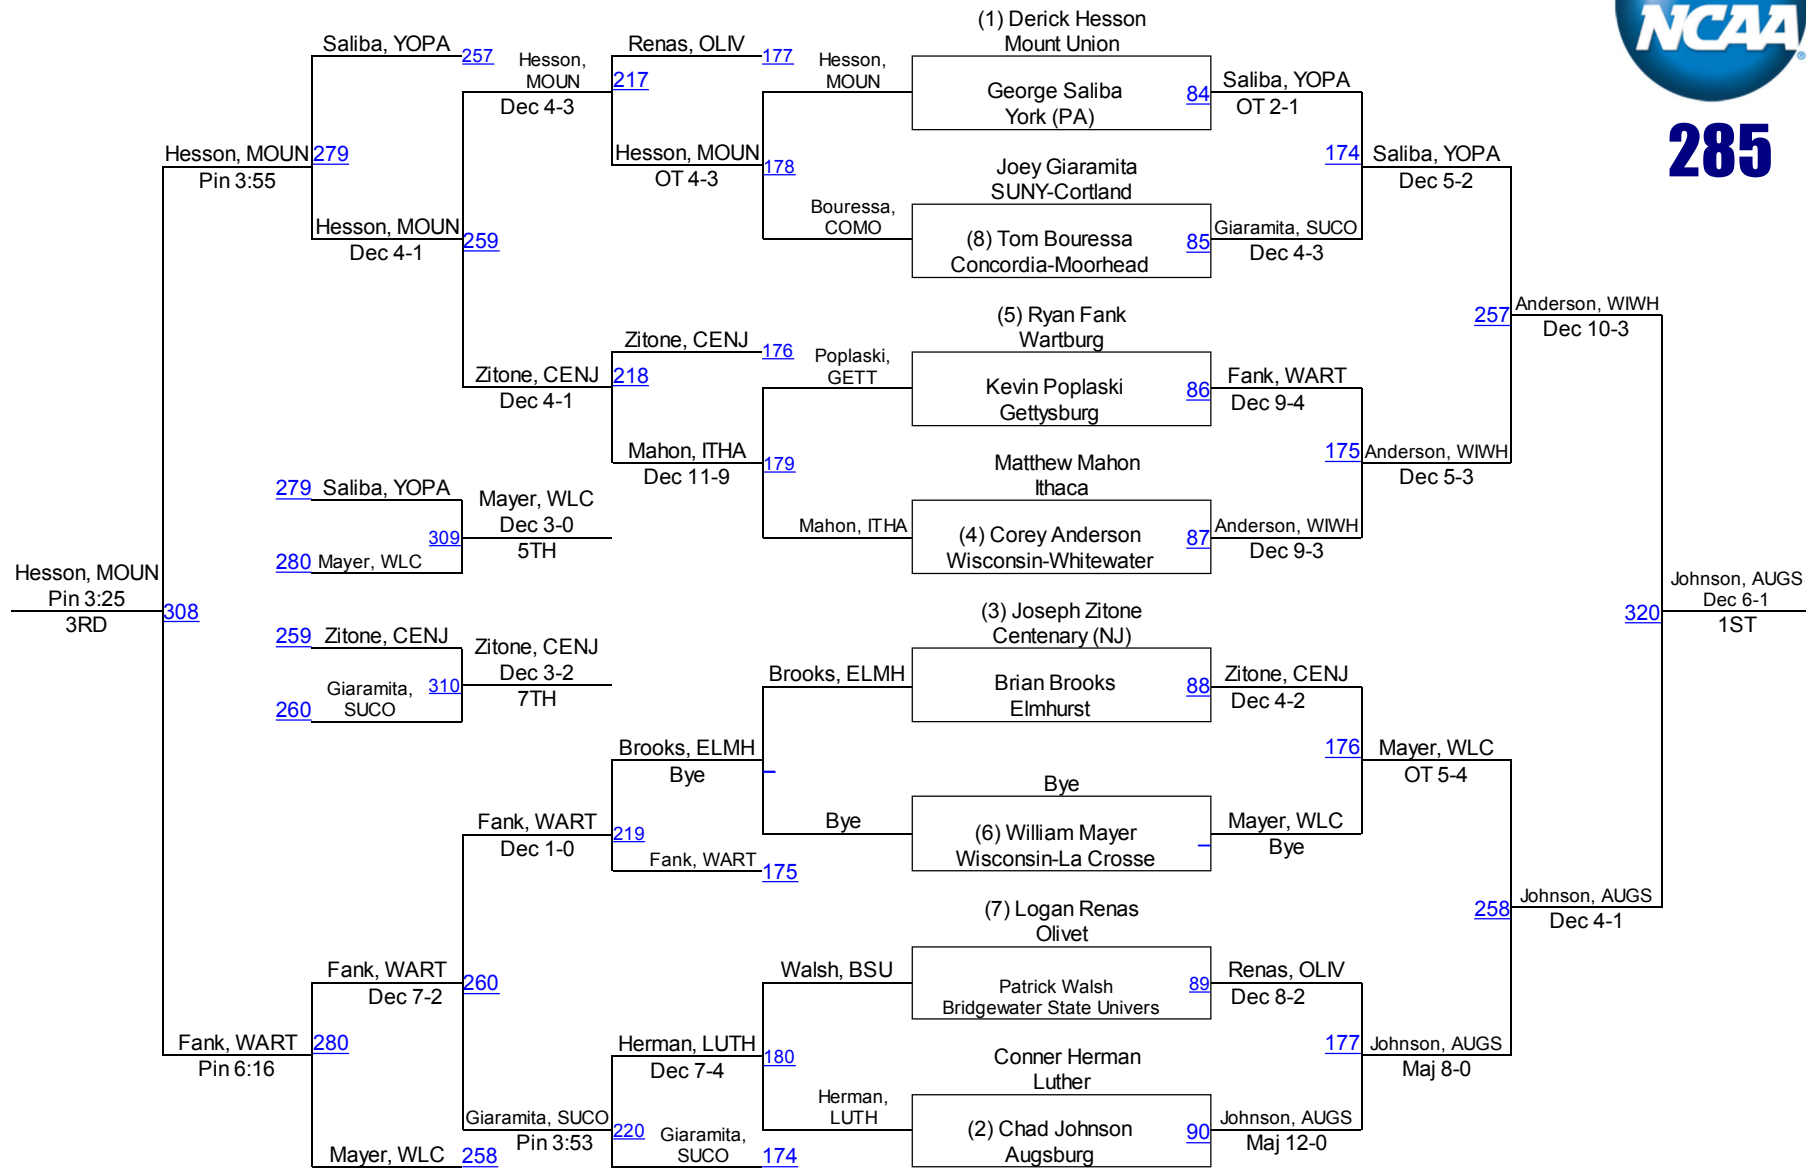 NCAA
285
(1) Derick Hesson
Mount Union
George Saliba
York (PA)
84
Joey Giaramita
SUNY-Cortland
(8) Tom Bouressa
Concordia-Moorhead
85
(5) Ryan Fank
Wartburg
Kevin Poplaski
Gettysburg
86
Matthew Mahon
Ithaca
(4) Corey Anderson
Wisconsin-Whitewater
87
(3) Joseph Zitone
Centenary (NJ)
Brian Brooks
Elmhurst
88
Bye
(6) William Mayer
Wisconsin-La Crosse
(7) Logan Renas
Olivet
Patrick Walsh
Bridgewater State Univers
89
Conner Herman
Luther
(2) Chad Johnson
Augsburg
90
Saliba, YOPA
OT 2-1
174
Giaramita, SUCO
Dec 4-3
Fank, WART
Dec 9-4
175
Anderson, WIWH
Dec 9-3
Zitone, CENJ
Dec 4-2
176
Mayer, WLC
Bye
Renas, OLIV
Dec 8-2
177
Johnson, AUGS
Maj 12-0
Saliba, YOPA
Dec 5-2
257
Anderson, WIWH
Dec 5-3
Mayer, WLC
OT 5-4
258
Johnson, AUGS
Maj 8-0
Anderson, WIWH
Dec 10-3
320
Johnson, AUGS
Dec 4-1
Johnson, AUGS
Dec 6-1
1ST
Hesson,
MOUN
178
Bouressa,
COMO
Poplaski,
GETT
179
Mahon, ITHA
Brooks, ELMH
Bye
Walsh, BSU
180
Herman,
LUTH
Renas, OLIV
177
217
Hesson, MOUN
OT 4-3
Zitone, CENJ
176
218
Mahon, ITHA
Dec 11-9
Brooks, ELMH
Bye
219
Fank, WART
175
Herman, LUTH
Dec 7-4
220
Giaramita,
SUCO
174
Hesson,
MOUN
Dec 4-3
259
Zitone, CENJ
Dec 4-1
Fank, WART
Dec 1-0
260
Giaramita, SUCO
Pin 3:53
Saliba, YOPA
257
279
Hesson, MOUN
Dec 4-1
Fank, WART
Dec 7-2
280
Mayer, WLC
258
Hesson, MOUN
Pin 3:55
308
Fank, WART
Pin 6:16
Hesson, MOUN
Pin 3:25
3RD
279
Saliba, YOPA
309
280
Mayer, WLC
Mayer, WLC
Dec 3-0
5TH
259
Zitone, CENJ
310
260
Giaramita,
SUCO
Zitone, CENJ
Dec 3-2
7TH